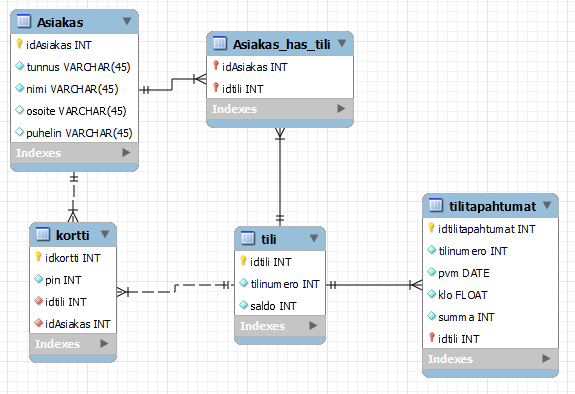 Asiakas
idAsiakas INT
tunnus VARCHAR(45)
nimi VARCHAR(45)
osoite VARCHAR(45)
puhelin VARCHAR(45)
Indexes
Asiakas_has_tili
idAsiakas INT
idtili INT
Indexes
kortti
idkortti INT
pin INT
idtili INT
idAsiakas INT
Indexes
tili
idtili INT
tilinumero INT
saldo INT
Indexes
tilitapahtumat
idtilitapahtumat INT
tilinumero INT
pvm DATE
klo FLOAT
summa INT
idtili INT
Indexes